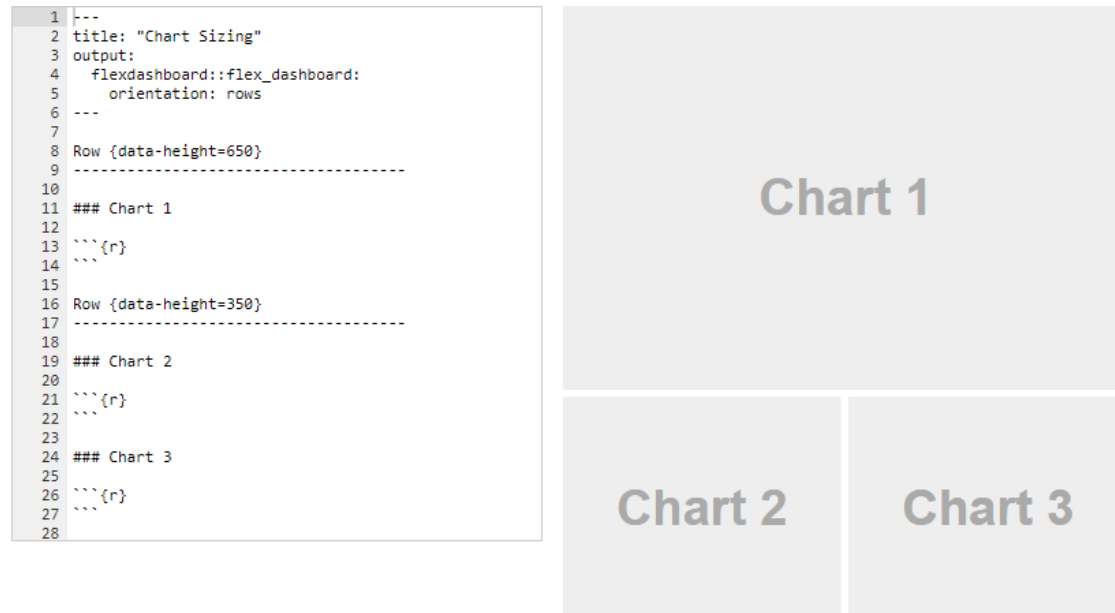 1 ---
2 title: "Chart Sizing"
3 output:
4   flexdashboard::flex_dashboard:
5     orientation: rows
6 ---
7
8 Row {data-height=650}
9 -------------------------------------
10
11 ### Chart 1
12
13 ```{r}
14 ```
15
16 Row {data-height=350}
17 -------------------------------------
18
19 ### Chart 2
20
21 ```{r}
22 ```
23
24 ### Chart 3
25
26 ```{r}
27 ```
28
Chart 1
Chart 2
Chart 3